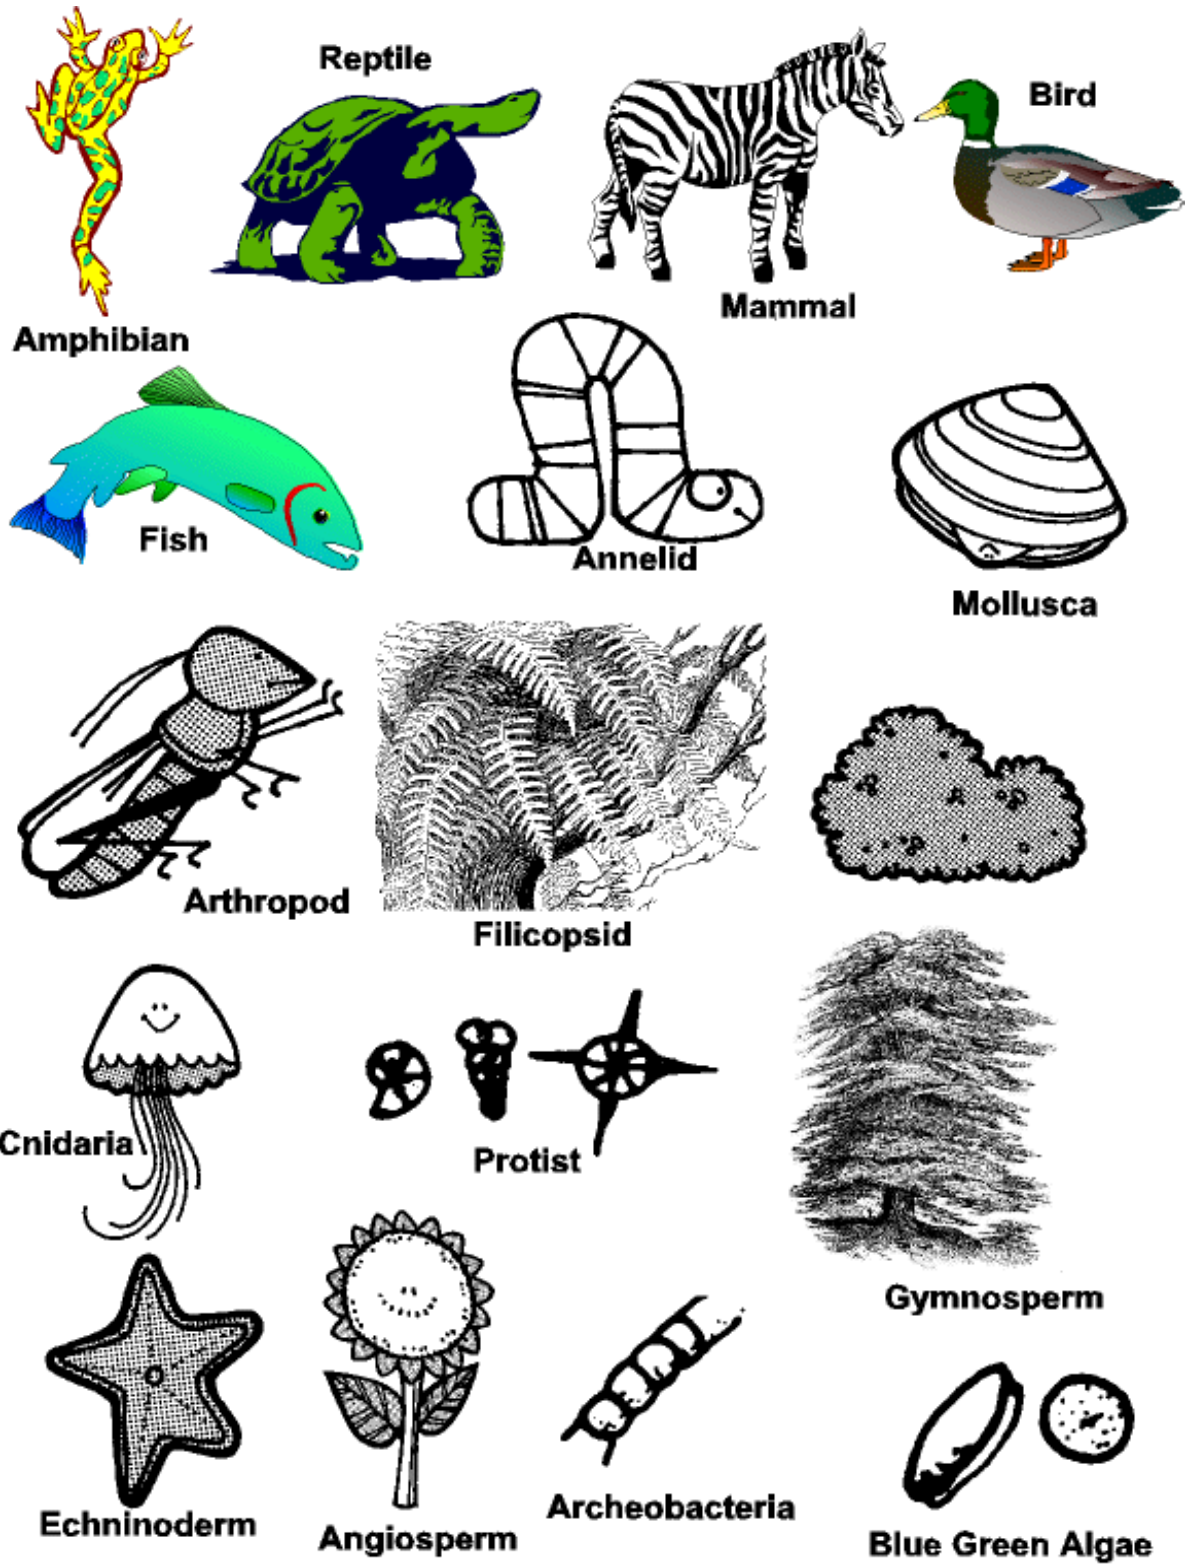 Reptile
Bird
Mammal
Amphibian
Fish
Annelid
Mollusca
Arthropod
Filicopsid
Cnidaria
Protist
Gymnosperm
Echninoderm
Angiosperm
Archeobacteria
Blue Green Algae